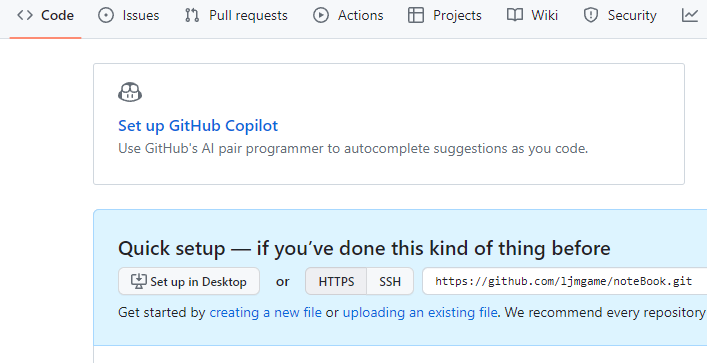 Code Issues Pull requests Actions Projects Wiki Security
Set up GitHub Copilot
Use GitHub's AI pair programmer to autocomplete suggestions as you code.
Quick setup — if you’ve done this kind of thing before
Set up in Desktop or HTTPS SSH https://github.com/ljmgame/noteBook.git
Get started by creating a new file or uploading an existing file. We recommend every repository